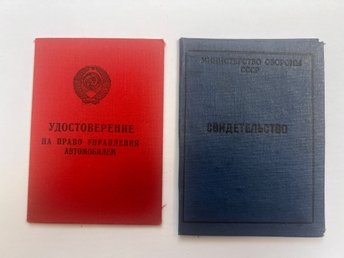 УДОСТОВЕРЕНИЕ
НА ПРАВО УПРАВЛЕНИЯ
АВТОМОБИЛЕМ
МИНИСТЕРСТВО ОБОРОНЫ
СССР
СВИДЕТЕЛЬСТВО